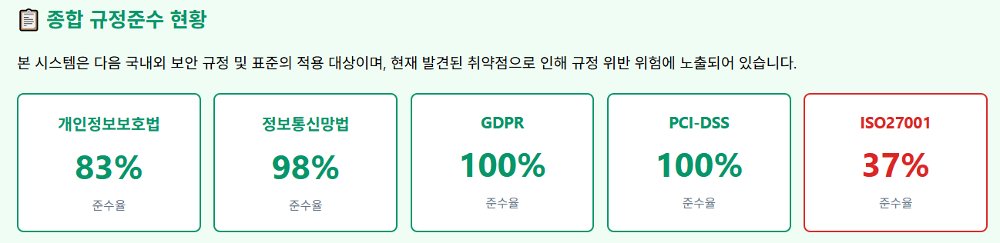 종합 규정준수 현황
본 시스템은 다음 국내외 보안 규정 및 표준의 적용 대상이며, 현재 발견된 취약점으로 인해 규정 위반 위험에 노출되어 있습니다.
개인정보보호법
83%
준수율
정보통신망법
98%
준수율
GDPR
100%
준수율
PCI-DSS
100%
준수율
ISO27001
37%
준수율